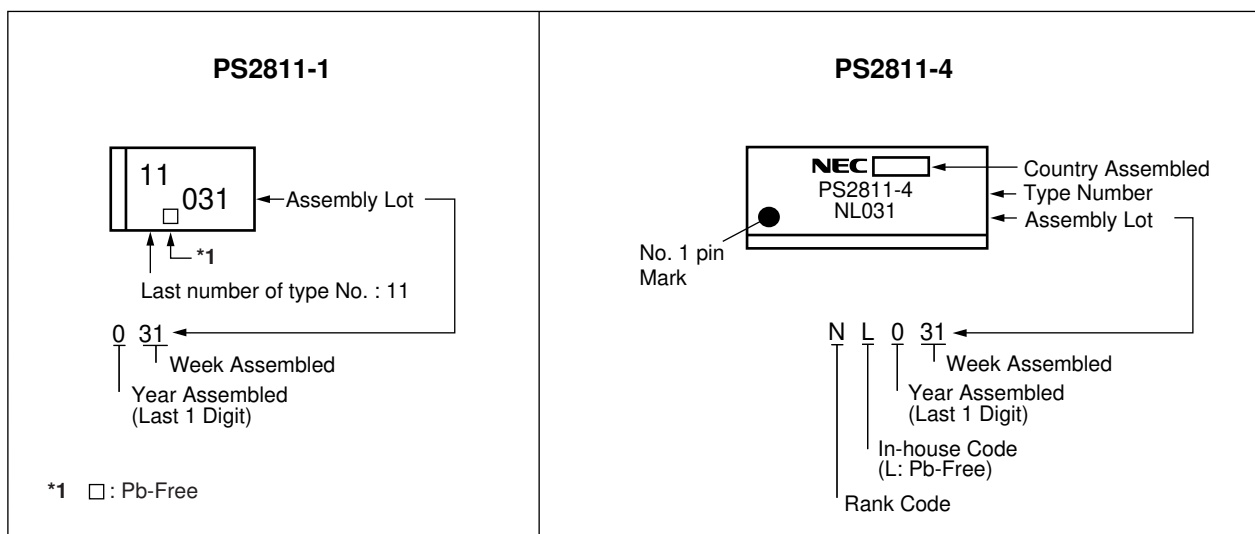 PS2811-1
11
031
Assembly Lot
*1
Last number of type No. : 11
0 31
Week Assembled
Year Assembled
(Last 1 Digit)
*1 □ : Pb-Free
PS2811-4
NEC
Country Assembled
PS2811-4
Type Number
NL031
Assembly Lot
No. 1 pin
Mark
N L 0 31
Week Assembled
Year Assembled
(Last 1 Digit)
In-house Code
(L: Pb-Free)
Rank Code